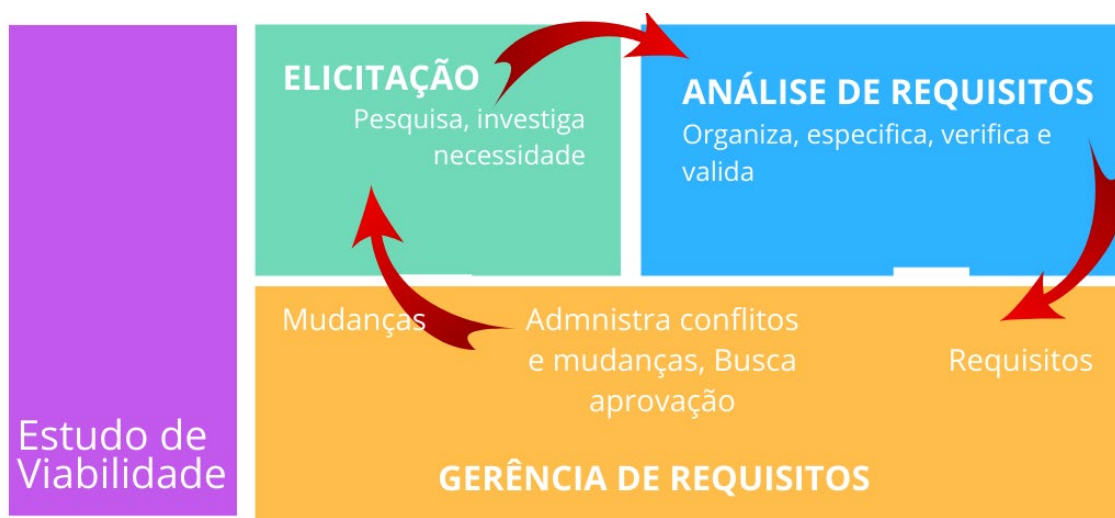 ELICITAÇÃO
Pesquisa, investiga
necessidade
ANÁLISE DE REQUISITOS
Organiza, especifica, verifica e
valida
Mudanças
Admnistra conflitos
e mudanças, Busca
aprovação
Requisitos
Estudo de
Viabilidade
GERÊNCIA DE REQUISITOS